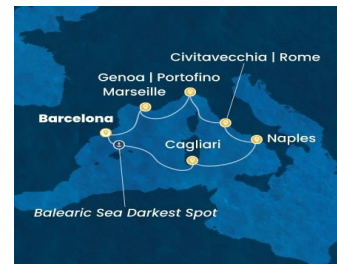 Civitavecchia | Rome
Genoa | Portofino
Marseille
Barcelona
Cagliari
Naples
Balearic Sea Darkest Spot